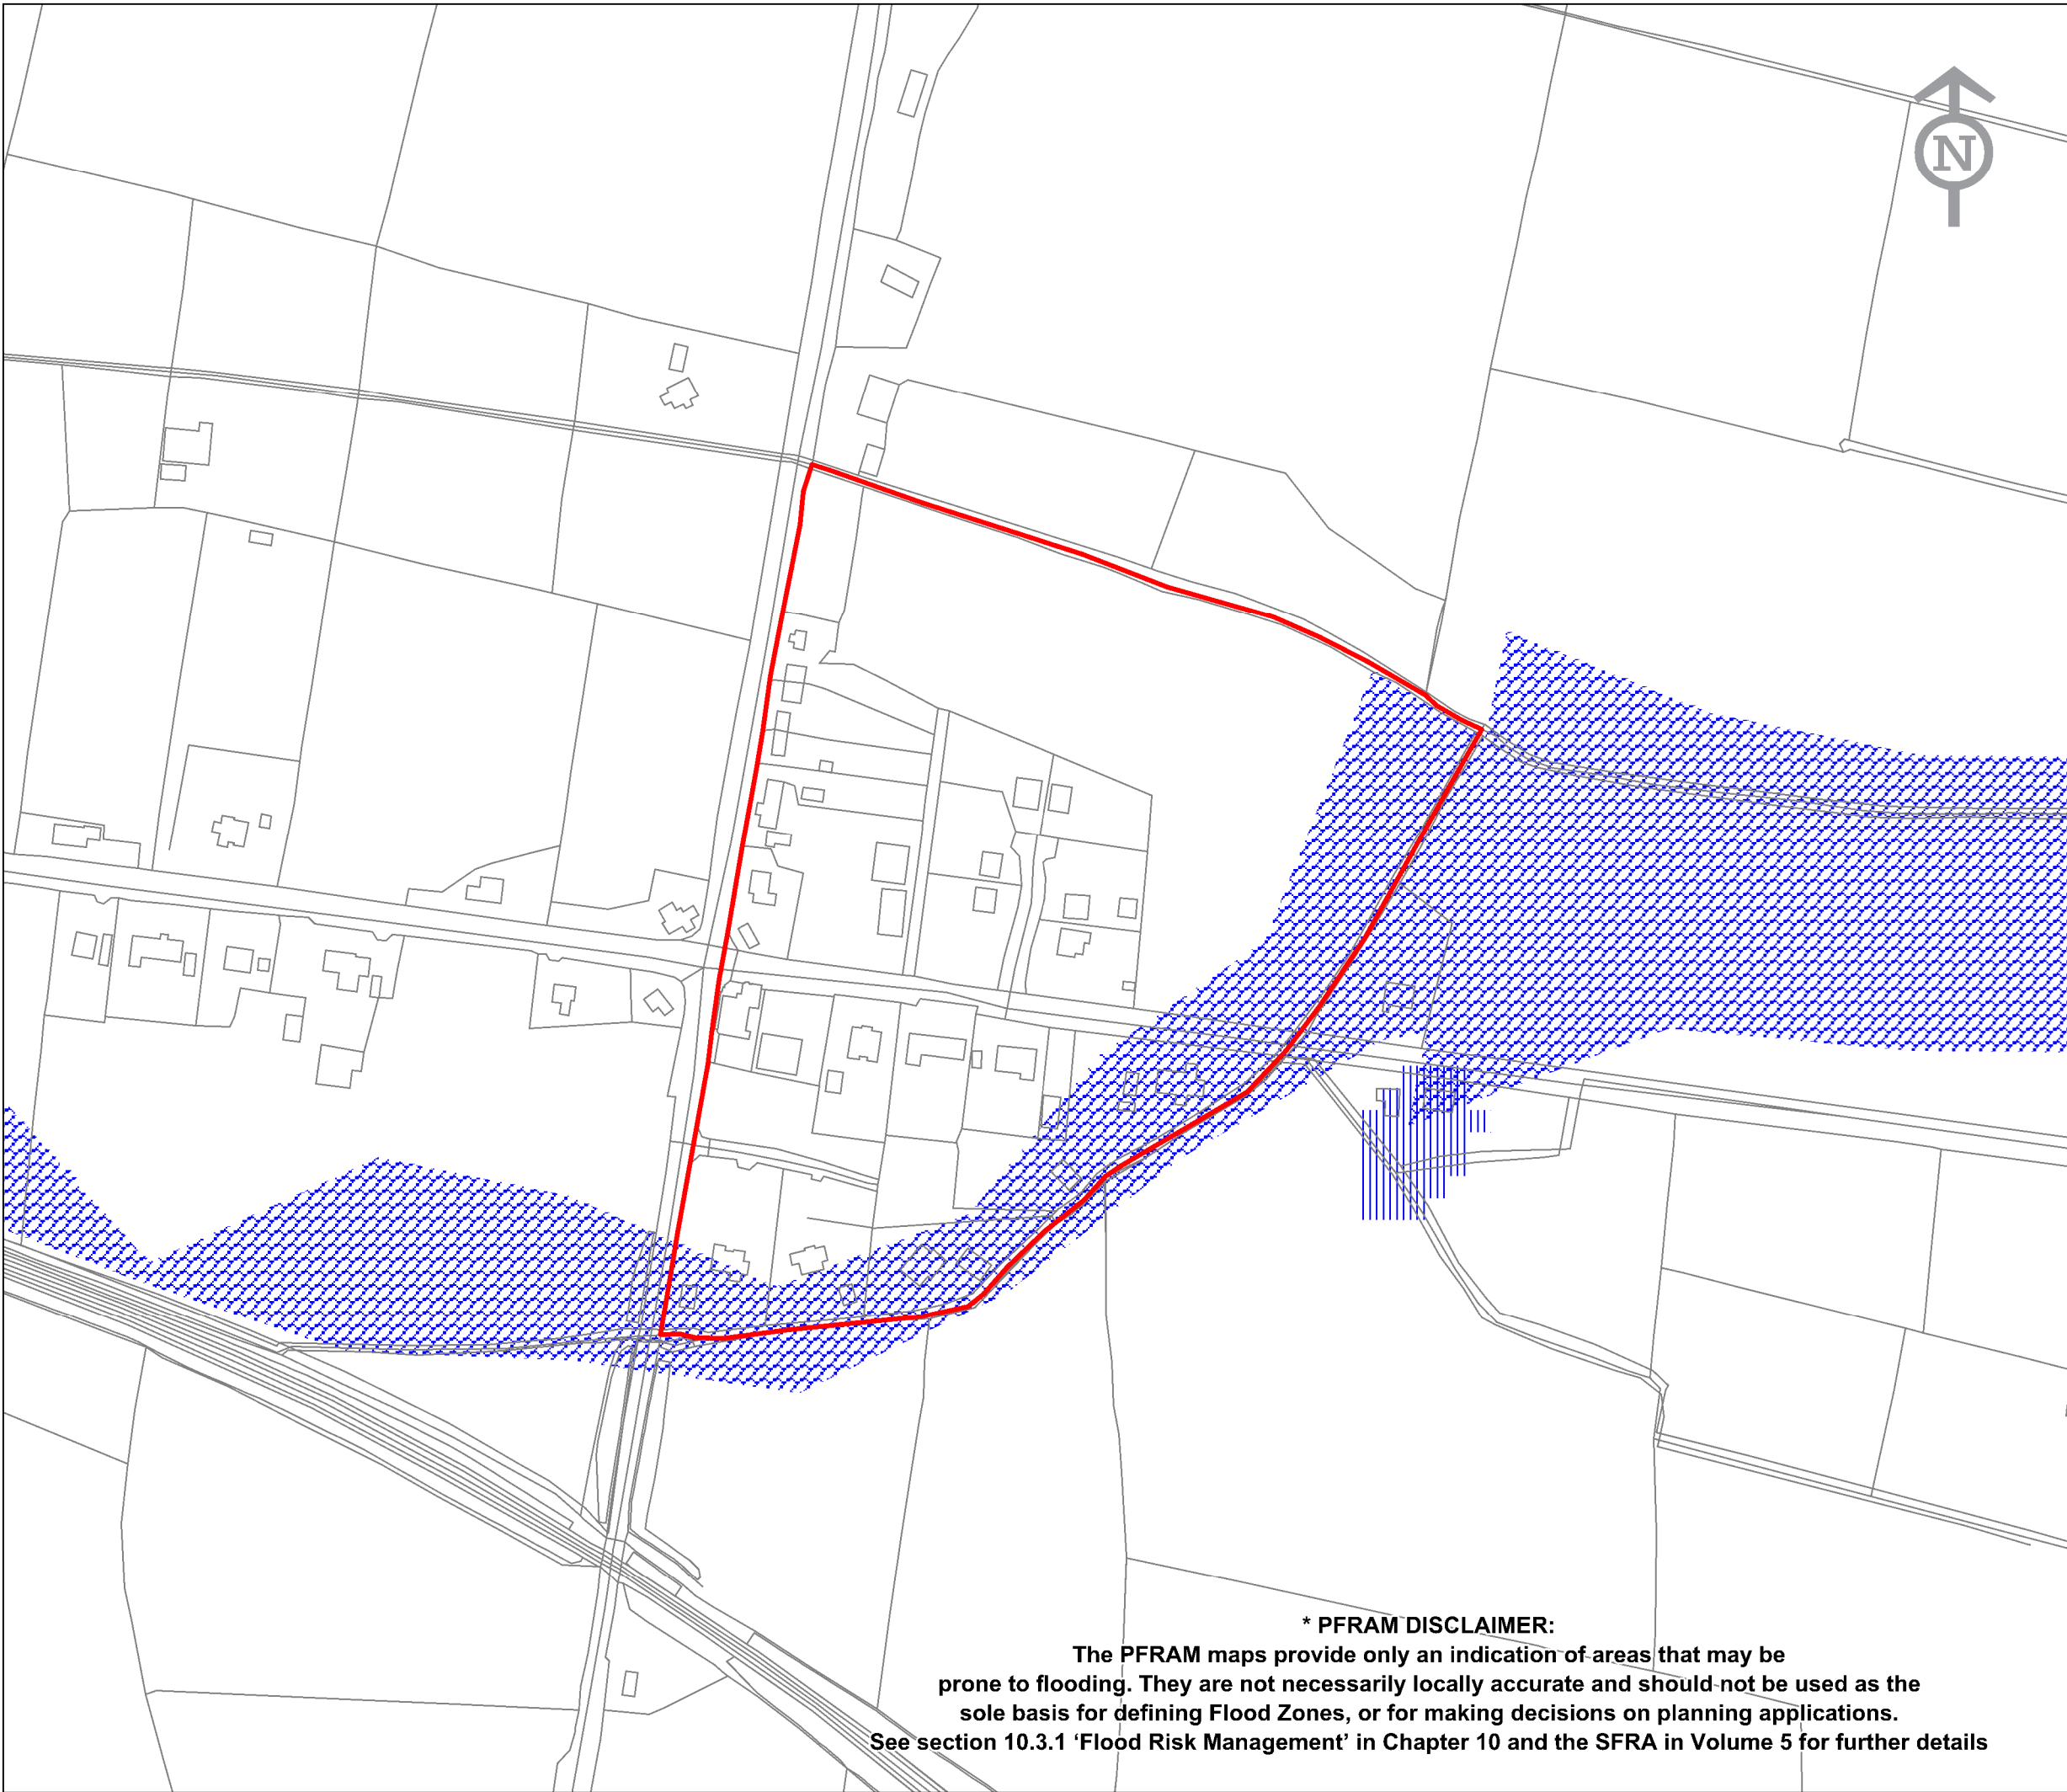 N
* PFRAM DISCLAIMER:
The PFRAM maps provide only an indication of areas that may be
prone to flooding. They are not necessarily locally accurate and should not be used as the
sole basis for defining Flood Zones, or for making decisions on planning applications.
See section 10.3.1 ‘Flood Risk Management’ in Chapter 10 and the SFRA in Volume 5 for further details